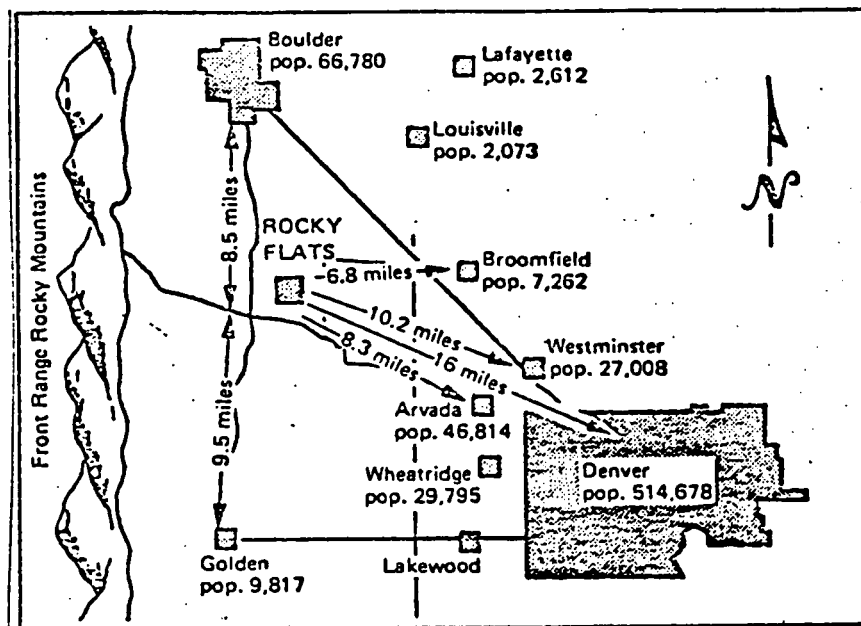 Boulder
pop. 66,780
Lafayette
pop. 2,612
Louisville
pop. 2,073
N
8.5 miles
ROCKY
FLATS
-6.8 miles
Broomfield
pop. 7,262
10.2 miles
16 miles
8.3 miles
Westminster
pop. 27,008
Front Range Rocky Mountains
9.5 miles
Arvada
pop. 46,814
Wheatridge
pop. 29,795
Denver
pop. 514,678
Golden
pop. 9,817
Lakewood